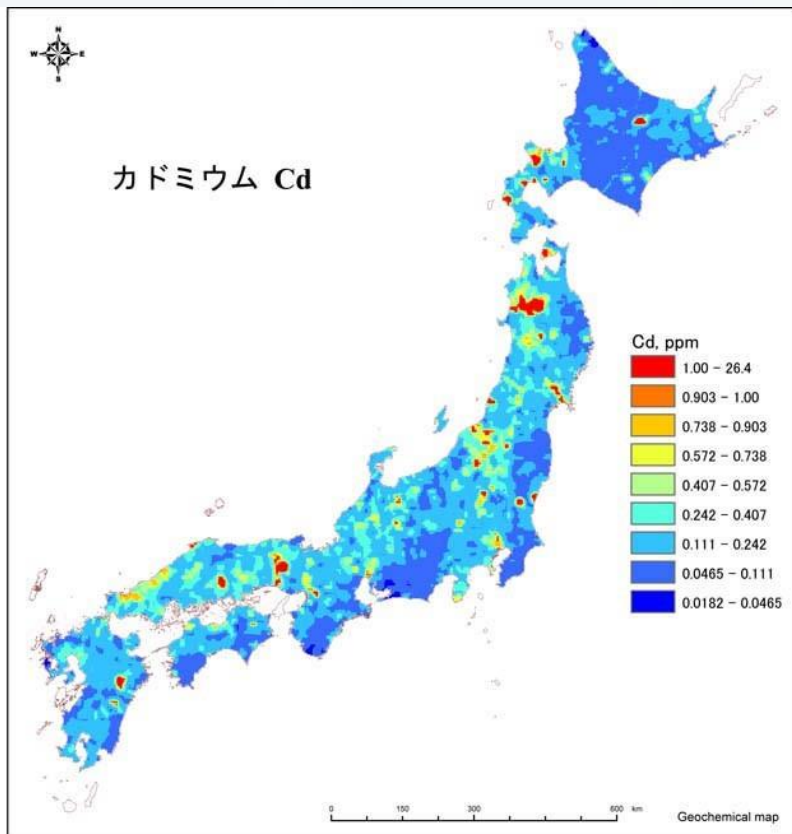 N
W E
S
カドミウム Cd
Cd, ppm
1.00 - 26.4
0.903 - 1.00
0.738 - 0.903
0.572 - 0.738
0.407 - 0.572
0.242 - 0.407
0.111 - 0.242
0.0465 - 0.111
0.0182 - 0.0465
0 150 300 600 km
Geochemical map